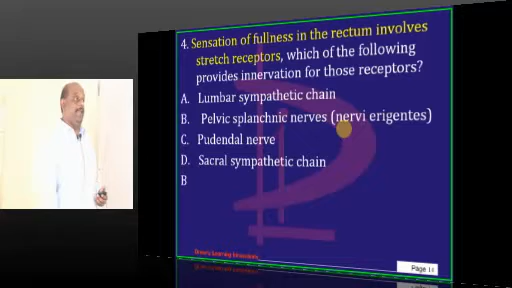 4. Sensation of fullness in the rectum involves
stretch receptors, which of the following
provides innervation for those receptors?
A. Lumbar sympathetic chain
B. Pelvic splanchnic nerves (nervi erigentes)
C. Pudendal nerve
D. Sacral sympathetic chain
B
Page 14